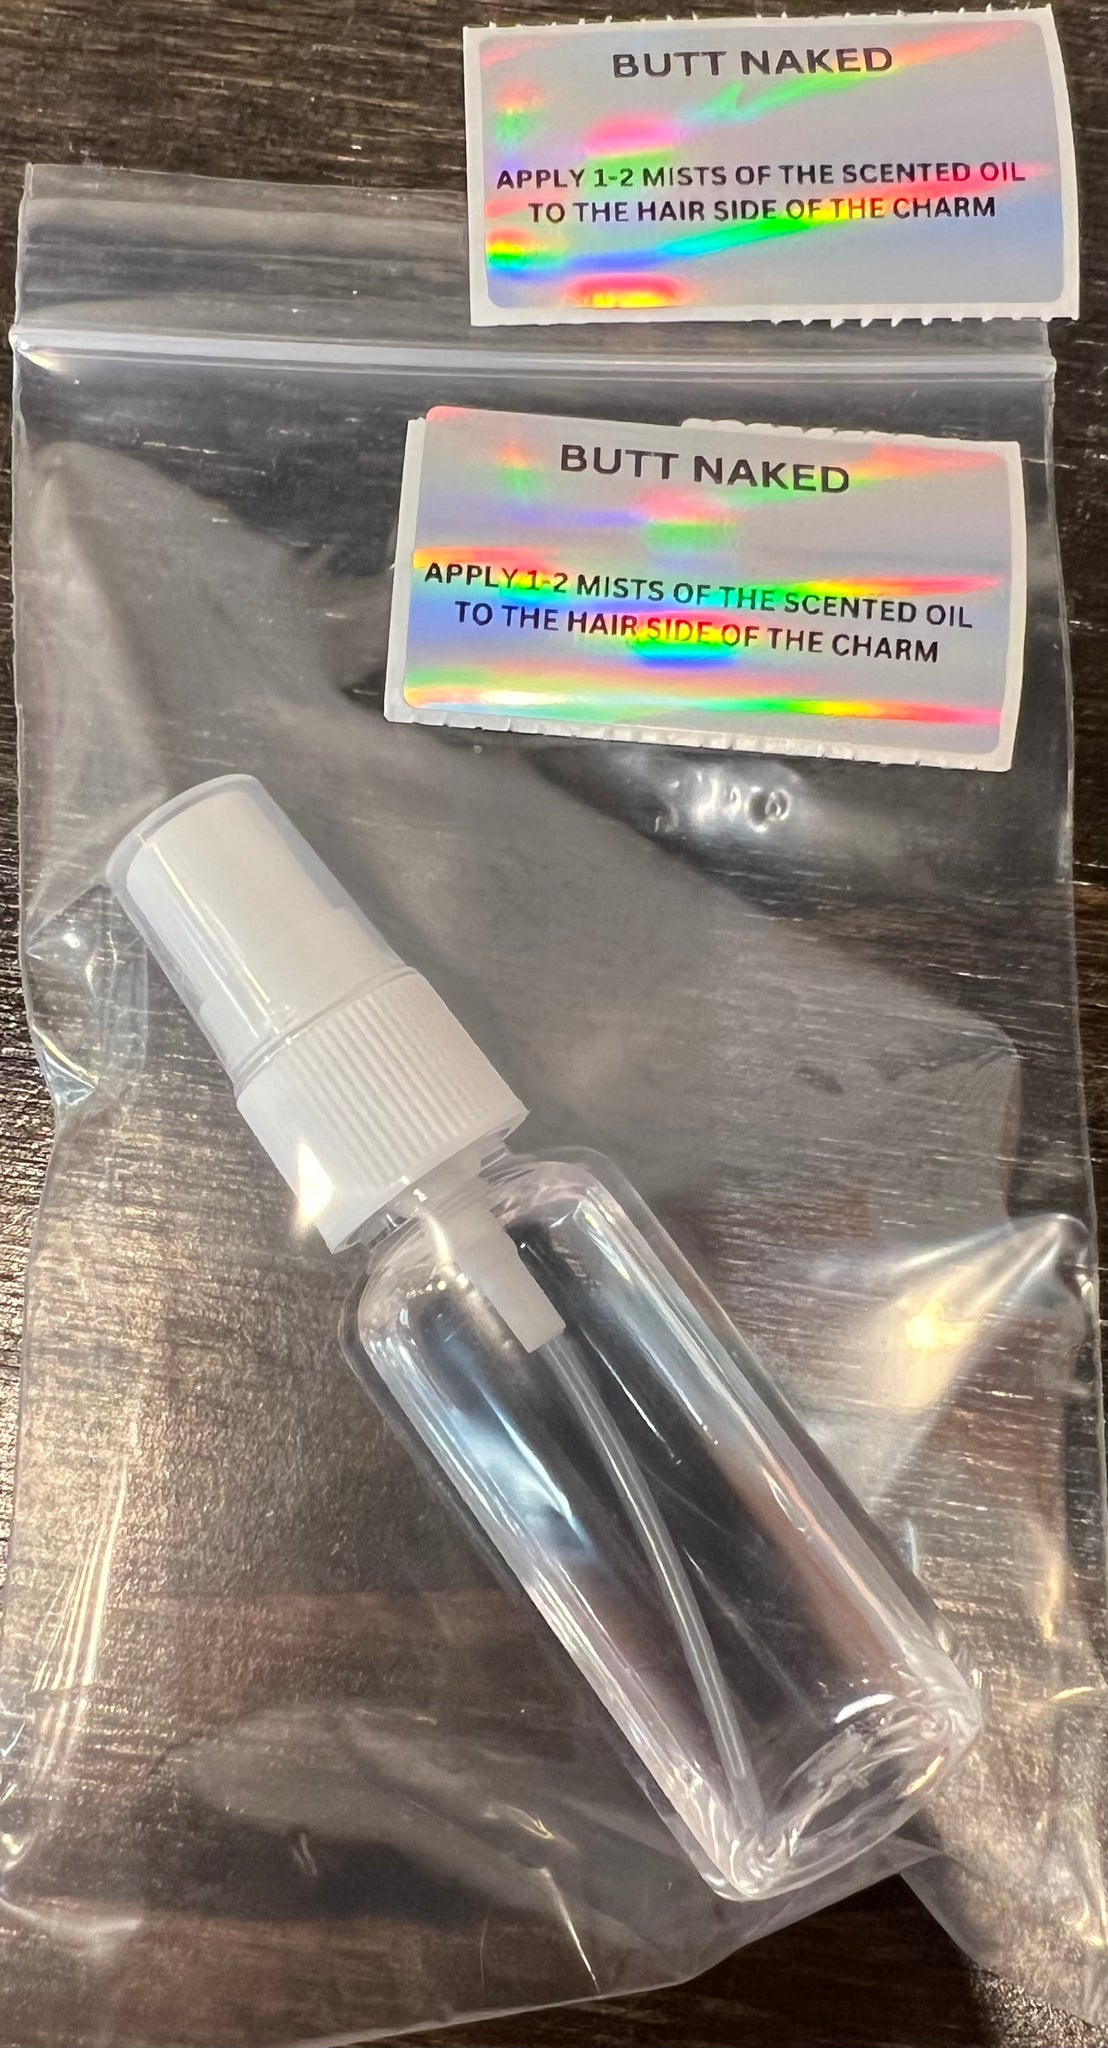 BUTT NAKED
APPLY 1-2 MISTS OF THE SCENTED OIL
TO THE HAIR SIDE OF THE CHARM
BUTT NAKED
APPLY 1-2 MISTS OF THE SCENTED OIL
TO THE HAIR SIDE OF THE CHARM